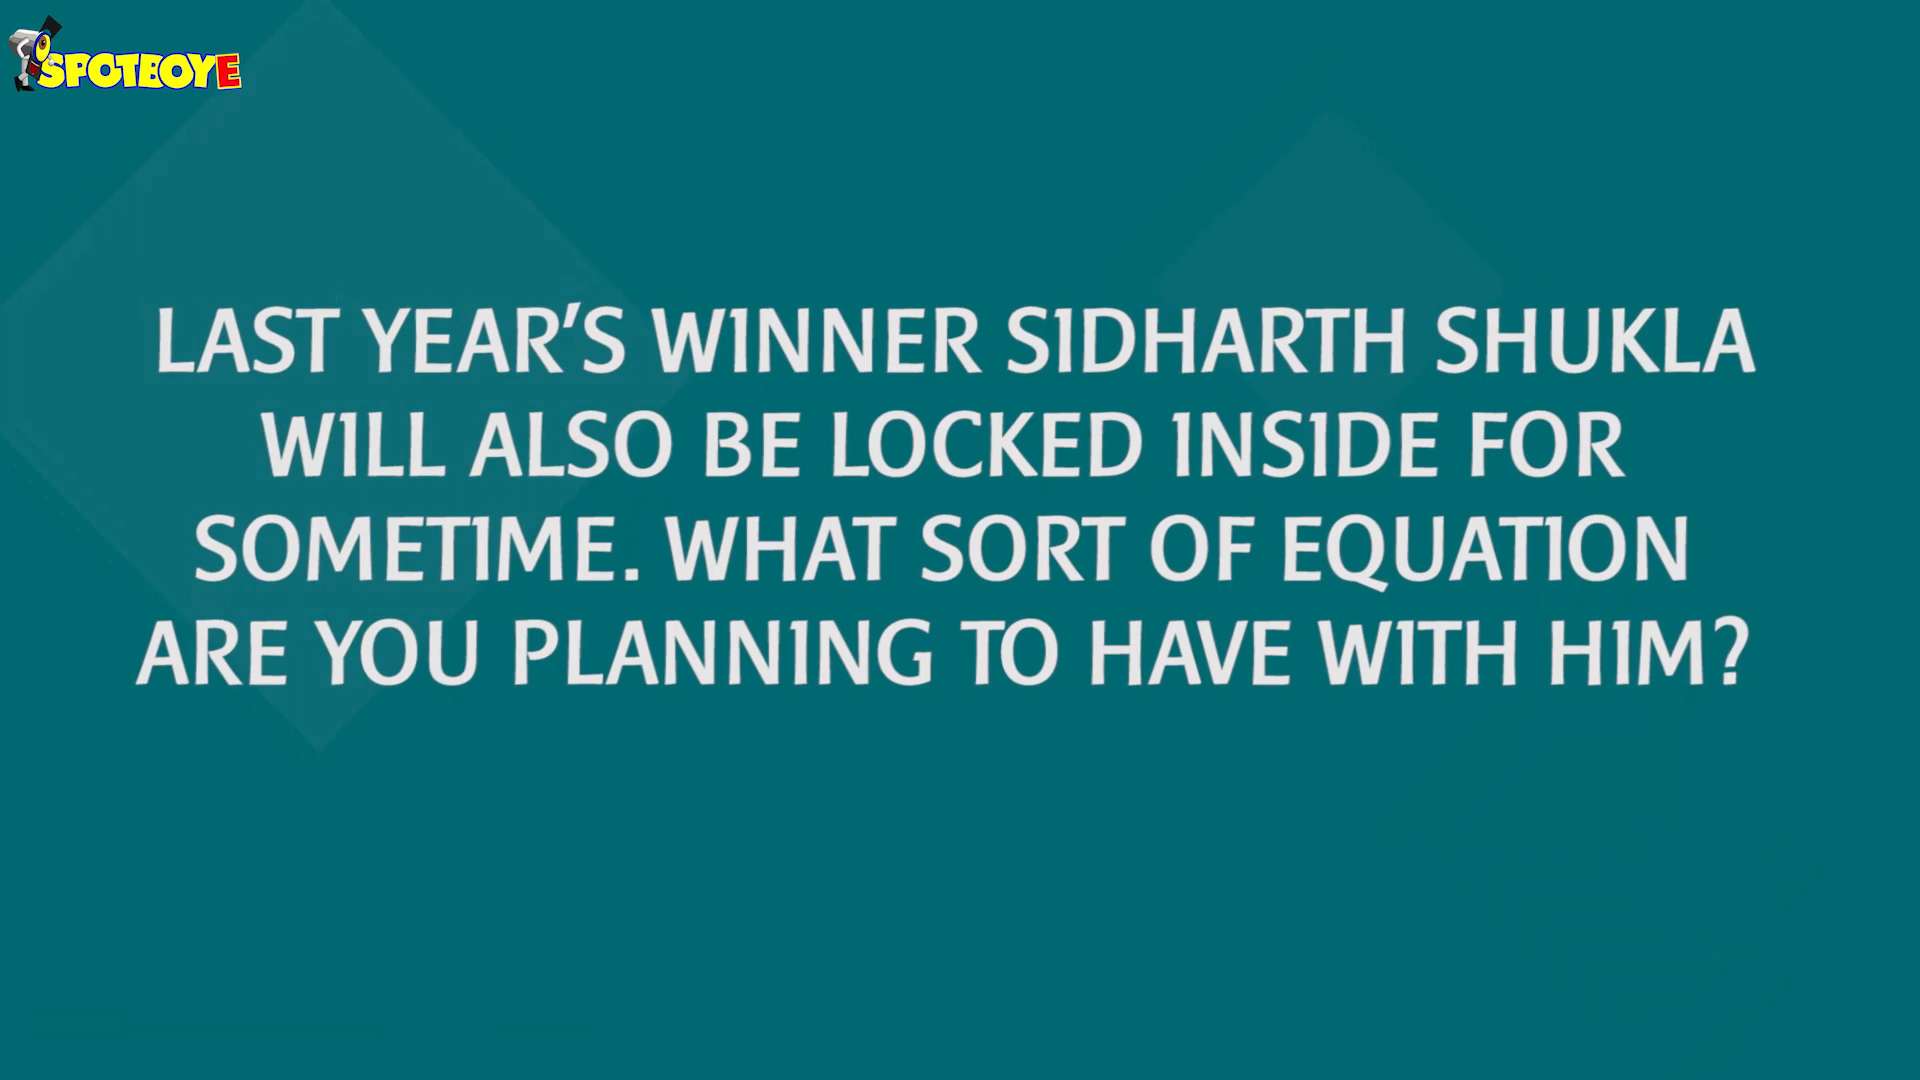 SPOTBOYE
LAST YEAR’S WINNER SIDHARTH SHUKLA
WILL ALSO BE LOCKED INSIDE FOR
SOMETIME. WHAT SORT OF EQUATION
ARE YOU PLANNING TO HAVE WITH HIM?